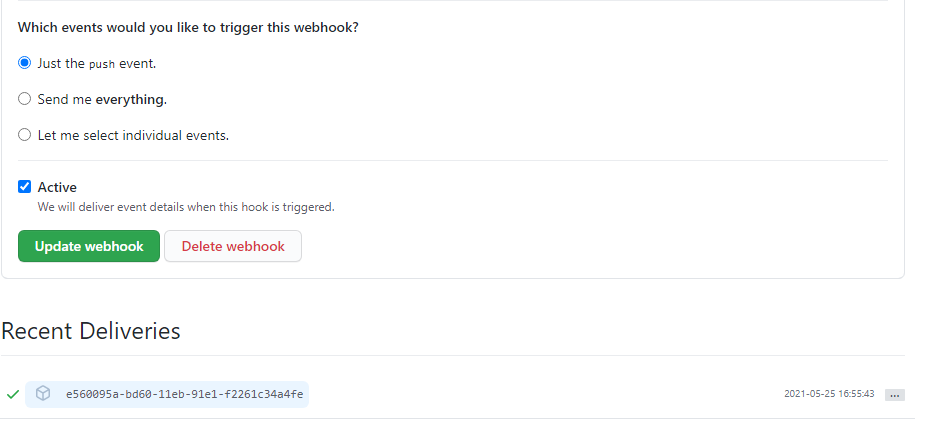 Which events would you like to trigger this webhook?
Just the push event.
Send me everything.
Let me select individual events.
Active
We will deliver event details when this hook is triggered.
Update webhook Delete webhook
Recent Deliveries
e560095a-bd60-11eb-91e1-f2261c34a4fe 2021-05-25 16:55:43 ...